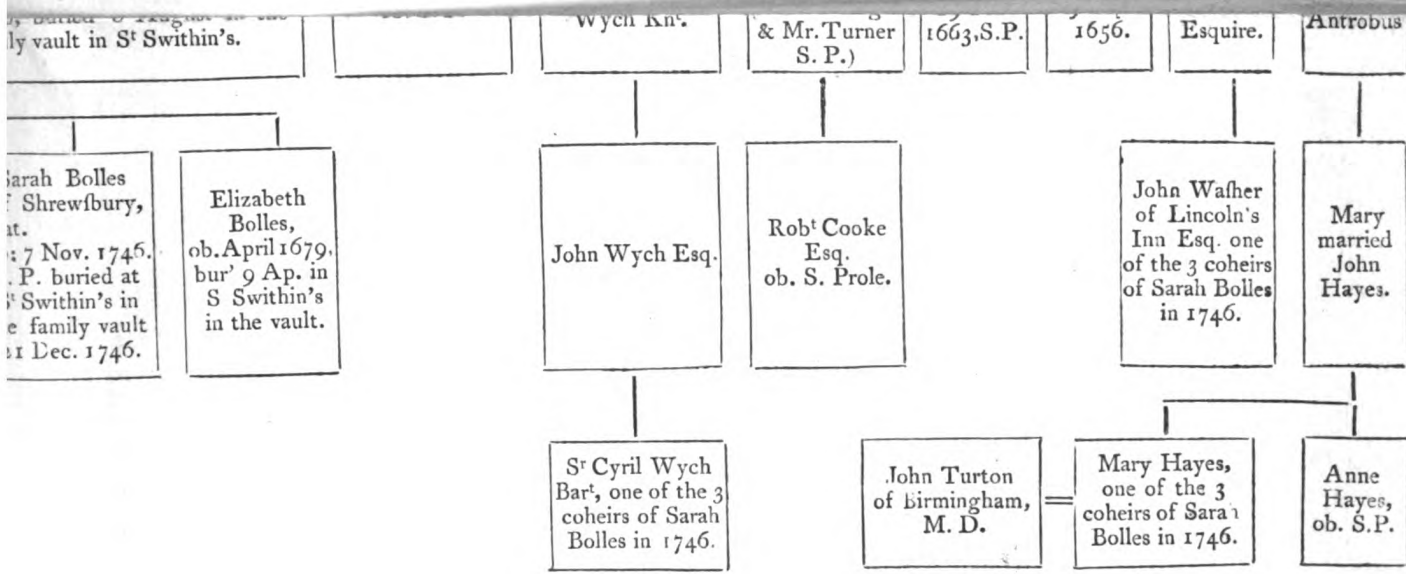 ly vault in Sᵗ Swithin's.
Wych Knᵗ.
& Mr. Turner
S. P.)
1663, S.P.
1656.
Esquire.
Antrobus
Sarah Bolles
Shrewſbury,
: 7 Nov. 1746.
. P. buried at
Sᵗ Swithin's in
e family vault
21 Dec. 1746.
Elizabeth
Bolles,
ob. April 1679,
bur' 9 Ap. in
S Swithin's
in the vault.
John Wych Esq.
Robᵗ Cooke
Esq.
ob. S. Prole.
John Waſher
of Lincoln's
Inn Esq. one
of the 3 coheirs
of Sarah Bolles
in 1746.
Mary
married
John
Hayes.
Sʳ Cyril Wych
Barᵗ, one of the 3
coheirs of Sarah
Bolles in 1746.
John Turton
of Birmingham,
M. D.
Mary Hayes,
one of the 3
coheirs of Sarah
Bolles in 1746.
Anne
Hayes,
ob. S.P.